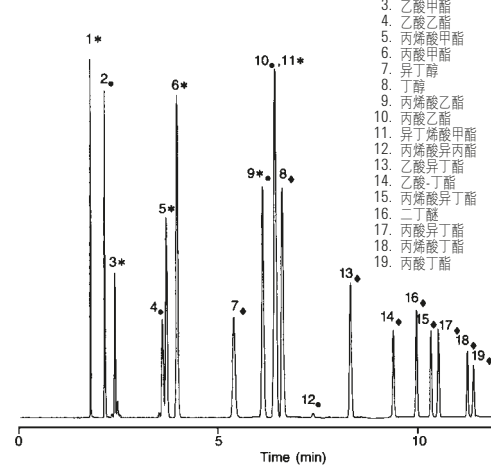 3. 乙酸甲酯
4. 乙酸乙酯
5. 丙烯酸甲酯
6. 丙酸甲酯
7. 异丁醇
8. 丁醇
9. 丙烯酸乙酯
10. 丙酸乙酯
11. 异丁烯酸甲酯
12. 丙烯酸异丙酯
13. 乙酸异丁酯
14. 乙酸-丁酯
15. 丙烯酸异丁酯
16. 二丁醚
17. 丙酸异丁酯
18. 丙烯酸丁酯
19. 丙酸丁酯
1*
2●
3*
4●
5*
6*
7◆
9*●
10●,11*
8◆
12●
13◆
14◆
16◆
15◆
17◆
18◆
19◆
0 5 10
Time (min)